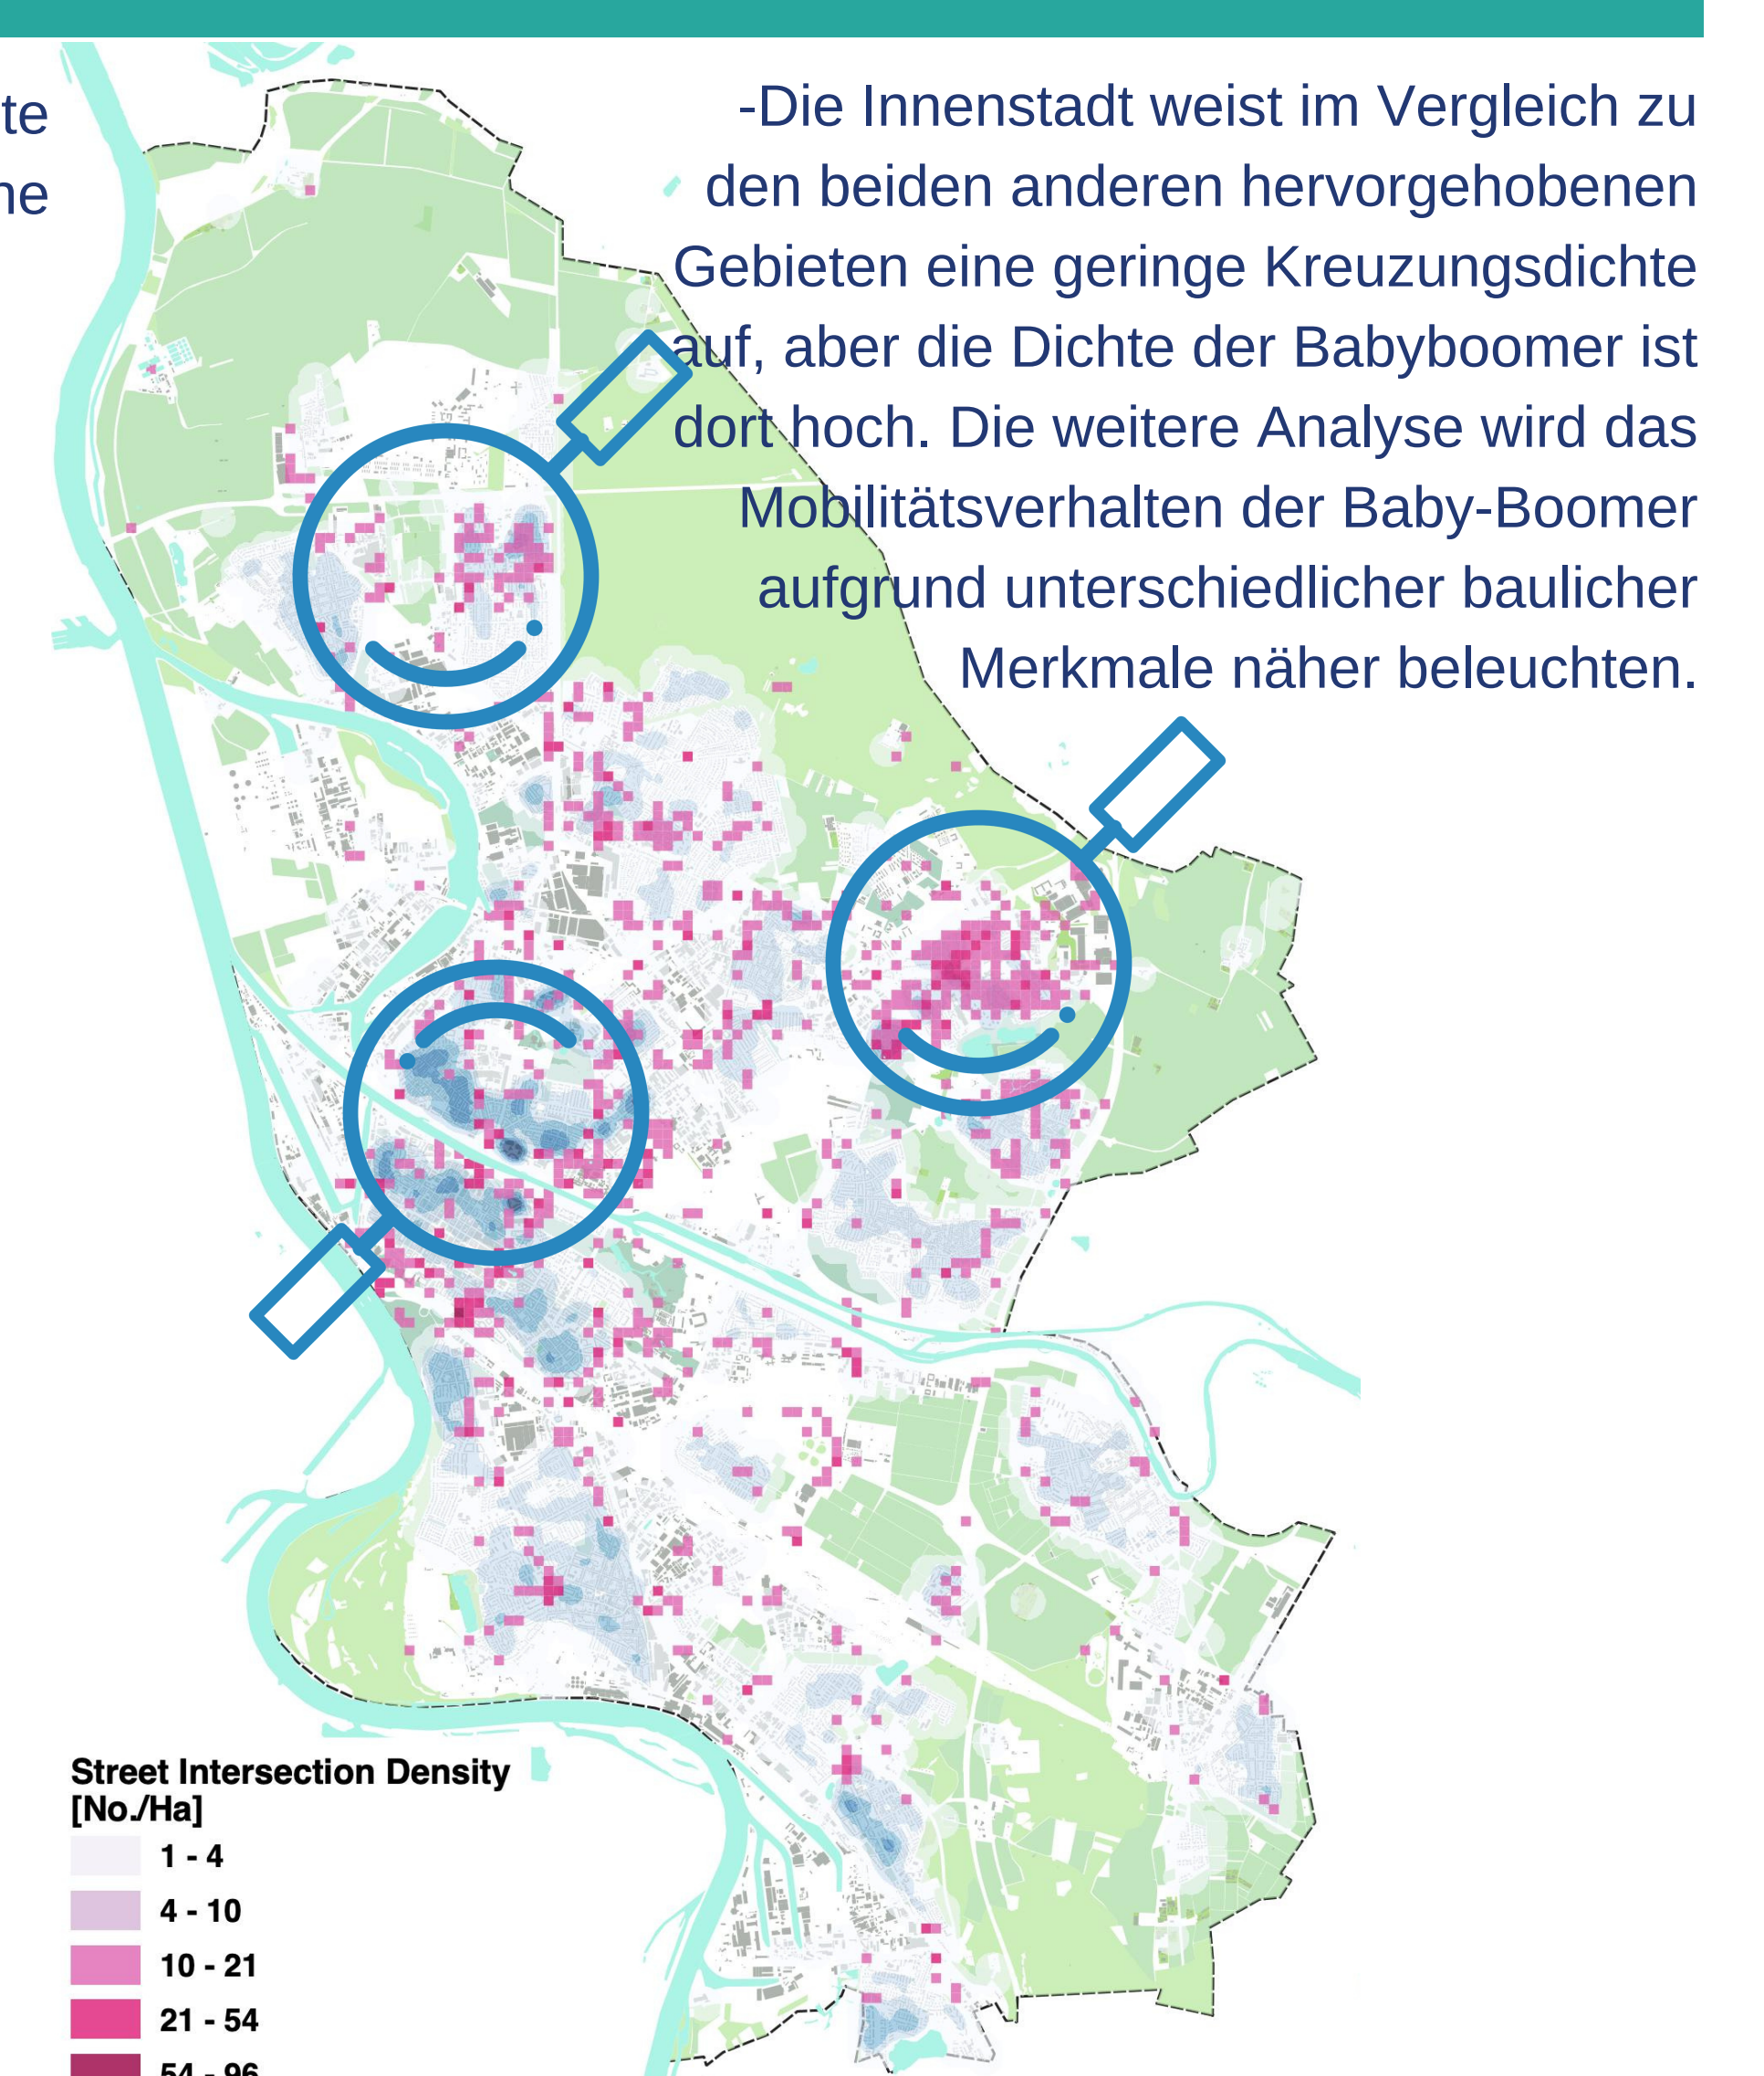 te
ne
-Die Innenstadt weist im Vergleich zu
den beiden anderen hervorgehobenen
Gebieten eine geringe Kreuzungsdichte
auf, aber die Dichte der Babyboomer ist
dort hoch. Die weitere Analyse wird das
Mobilitätsverhalten der Baby-Boomer
aufgrund unterschiedlicher baulicher
Merkmale näher beleuchten.
Street Intersection Density
[No./Ha]
1 - 4
4 - 10
10 - 21
21 - 54
54 - 96